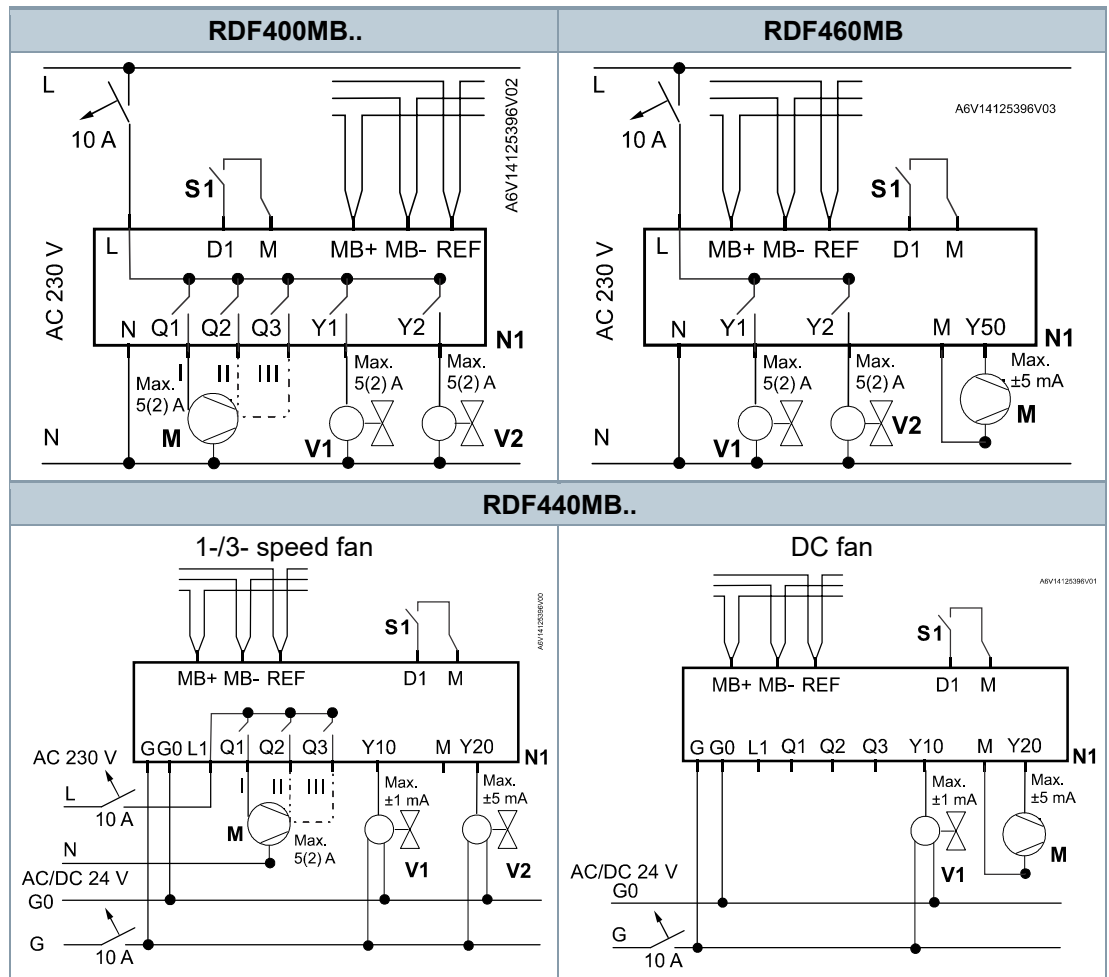 RDF400MB..
L
10 A
S1
A6V14125396V02
AC 230 V
L
D1 M MB+ MB- REF
N Q1 Q2 Q3 Y1 Y2
N1
I II III
Max.
5(2) A
Max.
5(2) A
Max.
5(2) A
M
V1
V2
N
RDF460MB
L
10 A
A6V14125396V03
S1
AC 230 V
L
MB+ MB- REF D1 M
N Y1 Y2 M Y50
N1
Max.
5(2) A
Max.
5(2) A
Max.
±5 mA
V1
V2
M
N
RDF440MB..
1-/3- speed fan
A6V14125396V00
S1
MB+ MB- REF D1 M
G G0 L1 Q1 Q2 Q3 Y10 M Y20
N1
AC 230 V
L
10 A
I II III
M
Max.
5(2) A
Max.
±1 mA
Max.
±5 mA
V1
V2
N
AC/DC 24 V
G0
G
10 A
DC fan
A6V14125396V01
S1
MB+ MB- REF D1 M
G G0 L1 Q1 Q2 Q3 Y10 M Y20
N1
Max.
±1 mA
Max.
±5 mA
V1
M
AC/DC 24 V
G0
G
10 A